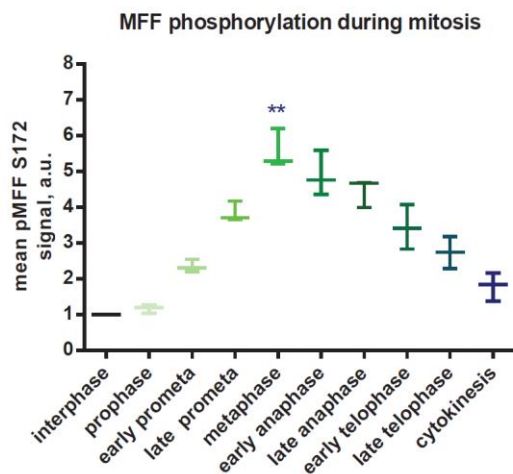 MFF phosphorylation during mitosis
mean pMFF S172
signal, a.u.
8
7
6
5
4
3
2
1
0
**
interphase
prophase
early prometa
late prometa
metaphase
early anaphase
late anaphase
early telophase
late telophase
cytokinesis